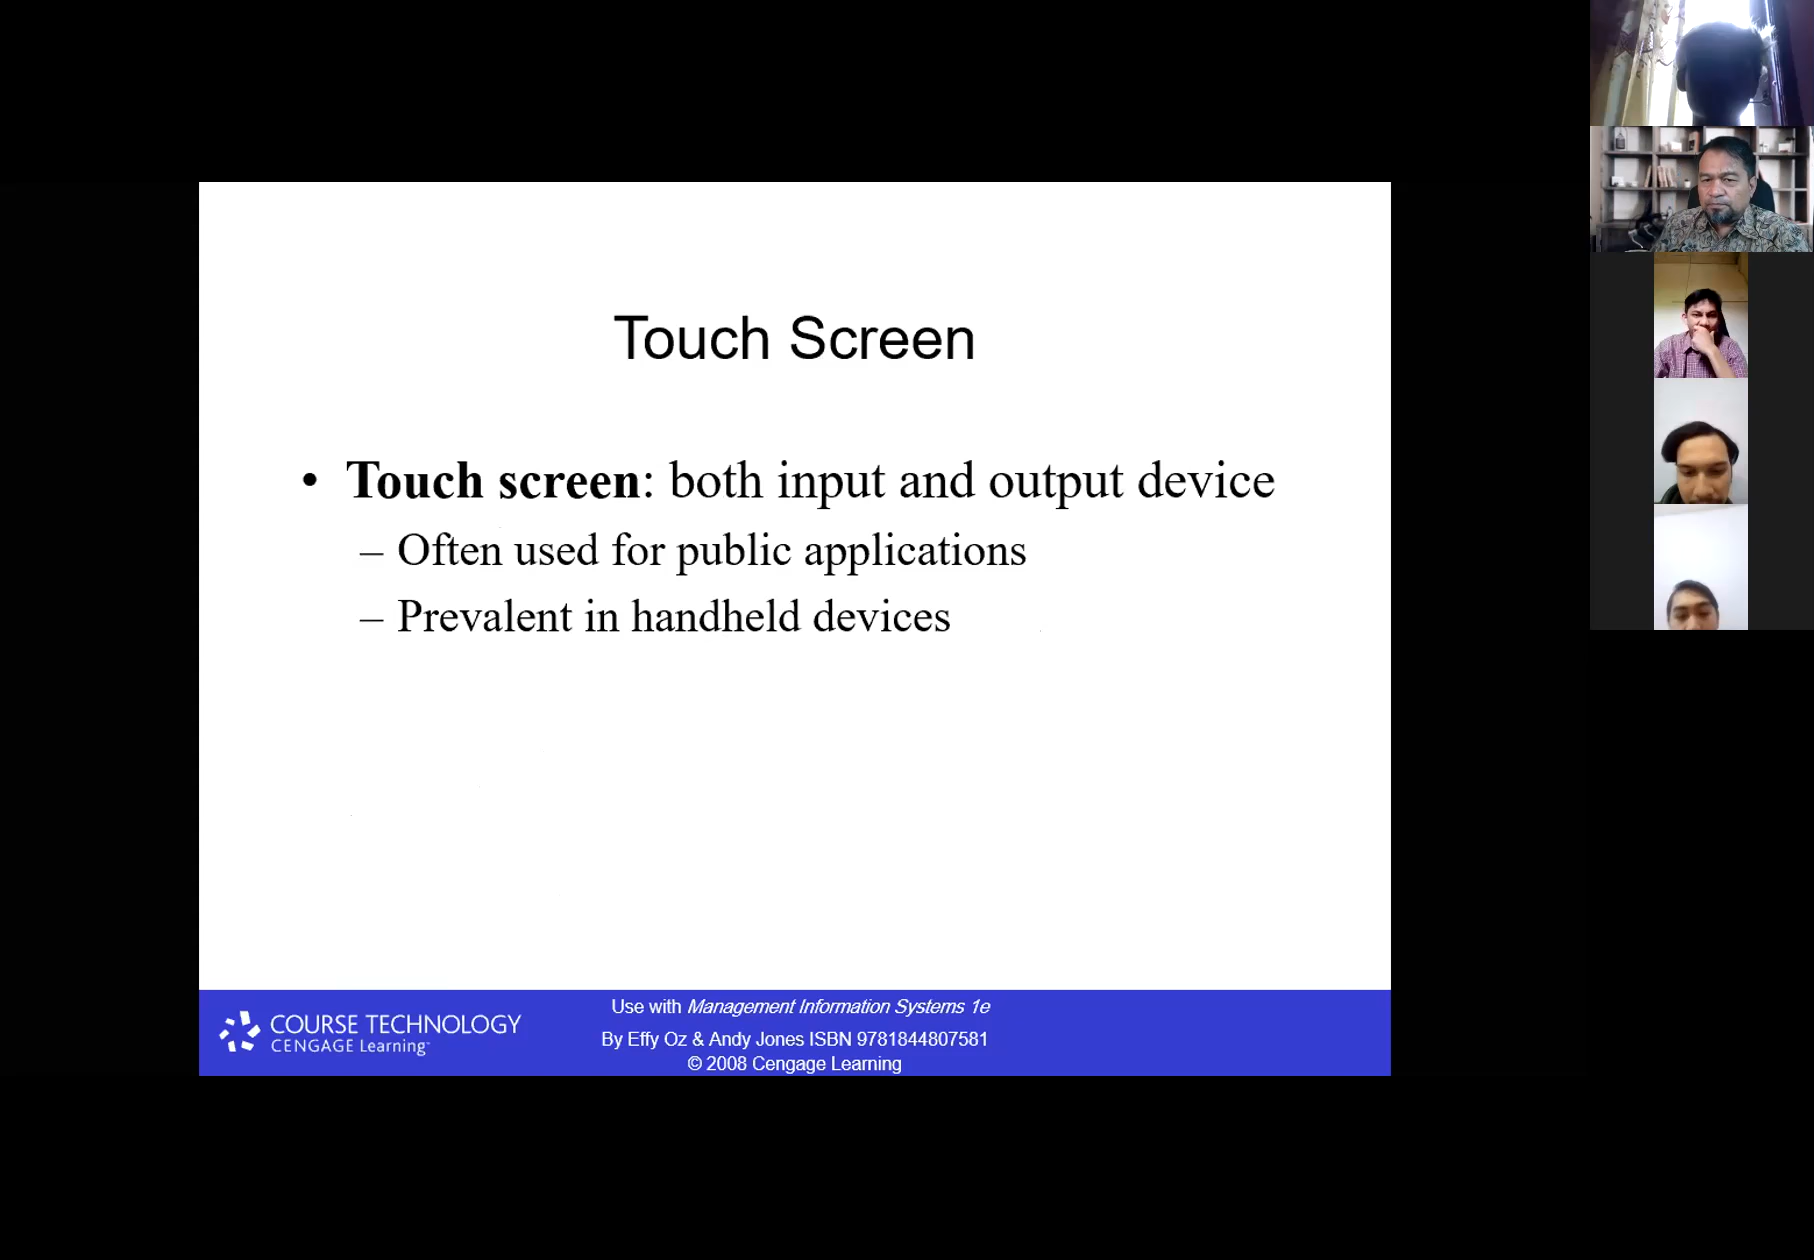 Touch Screen
• Touch screen: both input and output device
– Often used for public applications
– Prevalent in handheld devices
COURSE TECHNOLOGY
CENGAGE Learning™
Use with Management Information Systems 1e
By Effy Oz & Andy Jones ISBN 9781844807581
© 2008 Cengage Learning